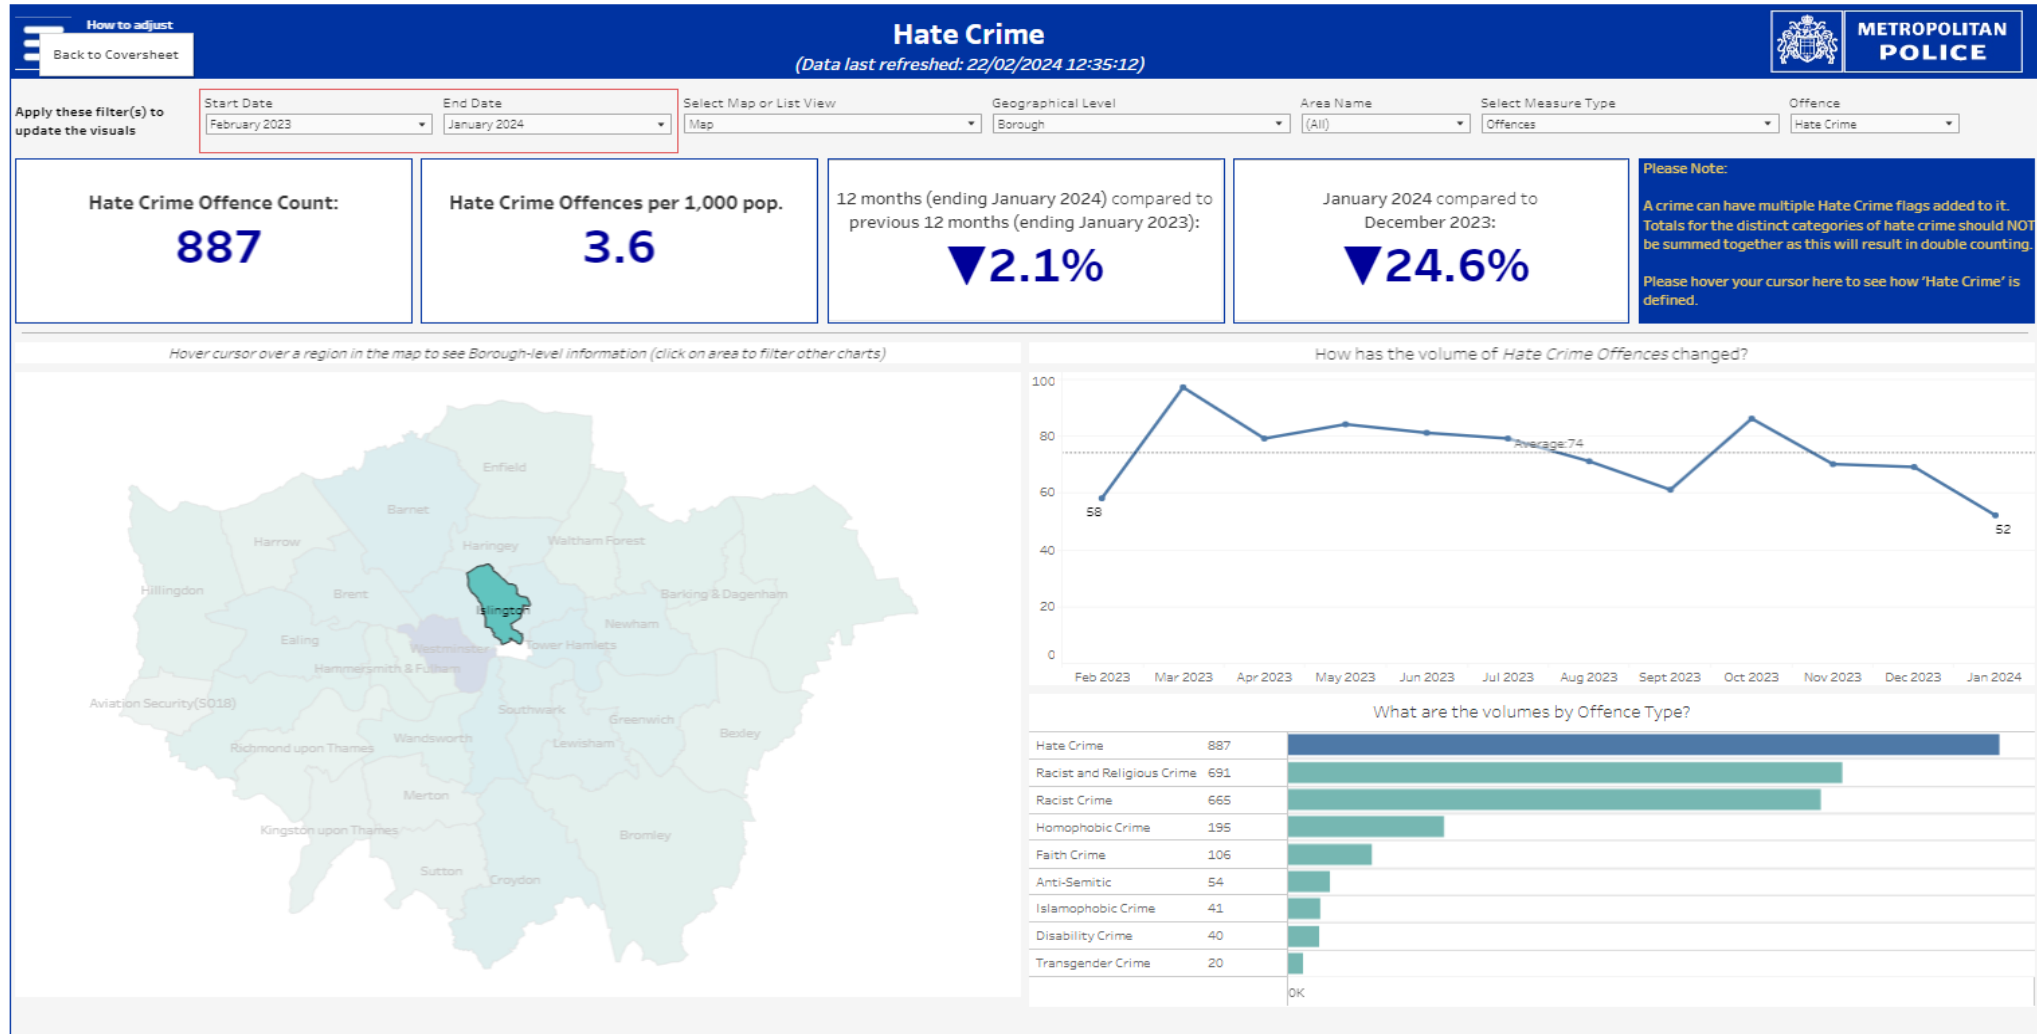 How to adjust
Back to Coversheet
Hate Crime
(Data last refreshed: 22/02/2024 12:35:12)
METROPOLITAN
POLICE
Apply these filter(s) to
update the visuals
Start Date
February 2023
End Date
January 2024
Select Map or List View
Map
Geographical Level
Borough
Area Name
(All)
Select Measure Type
Offences
Offence
Hate Crime
Hate Crime Offence Count:
887
Hate Crime Offences per 1,000 pop.
3.6
12 months (ending January 2024) compared to
previous 12 months (ending January 2023):
▼2.1%
January 2024 compared to
December 2023:
▼24.6%
Please Note:
A crime can have multiple Hate Crime flags added to it.
Totals for the distinct categories of hate crime should NOT
be summed together as this will result in double counting.
Please hover your cursor here to see how 'Hate Crime' is
defined.
Hover cursor over a region in the map to see Borough-level information (click on area to filter other charts)
Enfield
Barnet
Harrow
Haringey
Waltham Forest
Hillingdon
Brent
Islington
Barking & Dagenham
Newham
Ealing
Westminster
Tower Hamlets
Hammersmith & Fulham
Aviation Security(SO18)
Southwark
Greenwich
Bexley
Richmond upon Thames
Wandsworth
Lewisham
Merton
Kingston upon Thames
Bromley
Sutton
Croydon
How has the volume of Hate Crime Offences changed?
100
80
60
40
20
0
Average:74
58
52
Feb 2023 Mar 2023 Apr 2023 May 2023 Jun 2023 Jul 2023 Aug 2023 Sept 2023 Oct 2023 Nov 2023 Dec 2023 Jan 2024
What are the volumes by Offence Type?
Hate Crime 887
Racist and Religious Crime 691
Racist Crime 665
Homophobic Crime 195
Faith Crime 106
Anti-Semitic 54
Islamophobic Crime 41
Disability Crime 40
Transgender Crime 20
0K